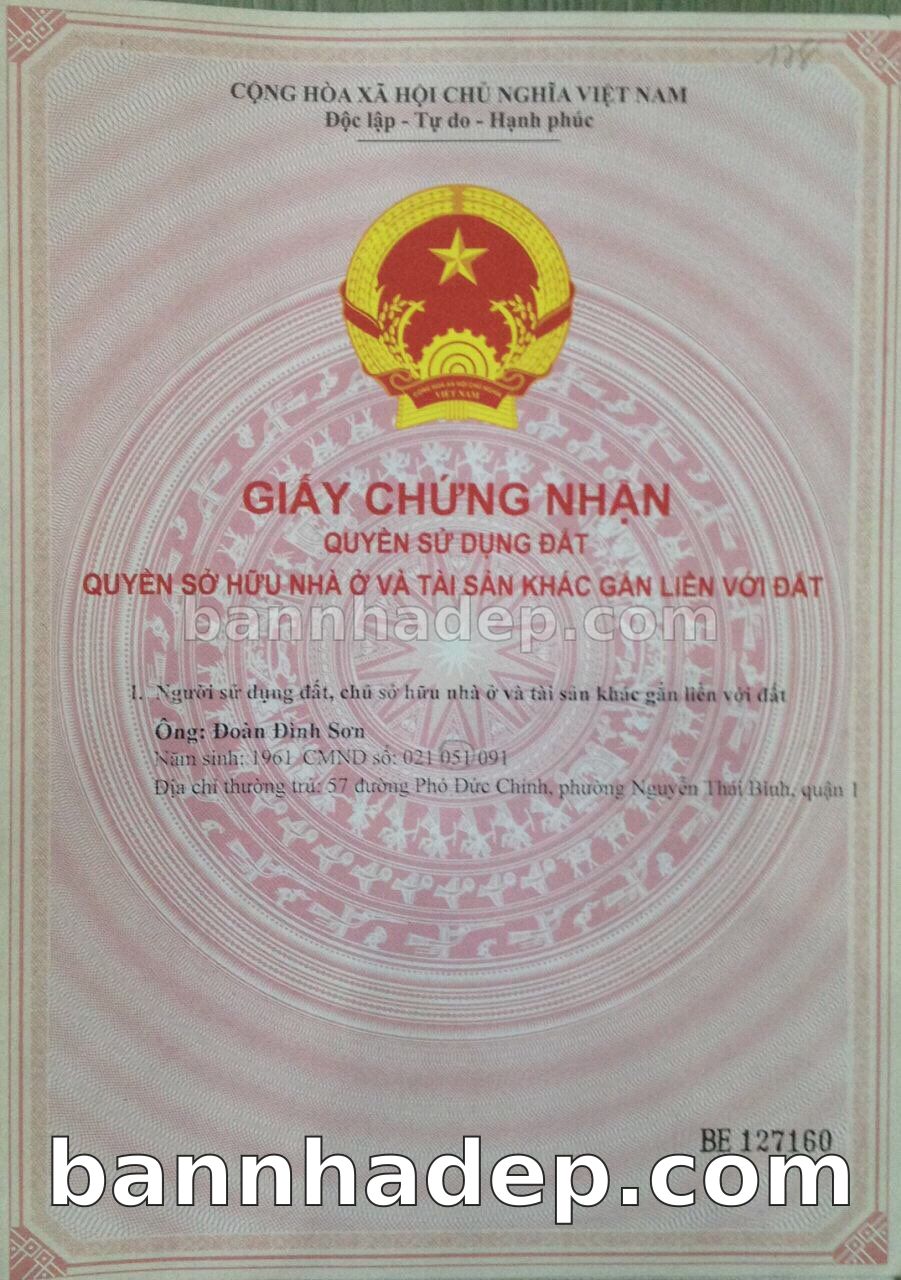 178
CỘNG HÒA XÃ HỘI CHỦ NGHĨA VIỆT NAM
Độc lập - Tự do - Hạnh phúc
VIỆT NAM
GIẤY CHỨNG NHẬN
QUYỀN SỬ DỤNG ĐẤT
QUYỀN SỞ HỮU NHÀ Ở VÀ TÀI SẢN KHÁC GẮN LIỀN VỚI ĐẤT
bannhadep.com
1. Người sử dụng đất, chủ sở hữu nhà ở và tài sản khác gắn liền với đất
Ông: Đoàn Đình Sơn
Năm sinh: 1961 CMND số: 021 051 091
Địa chỉ thường trú: 57 đường Phó Đức Chính, phường Nguyễn Thái Bình, quận 1
BE 127160
bannhadep.com